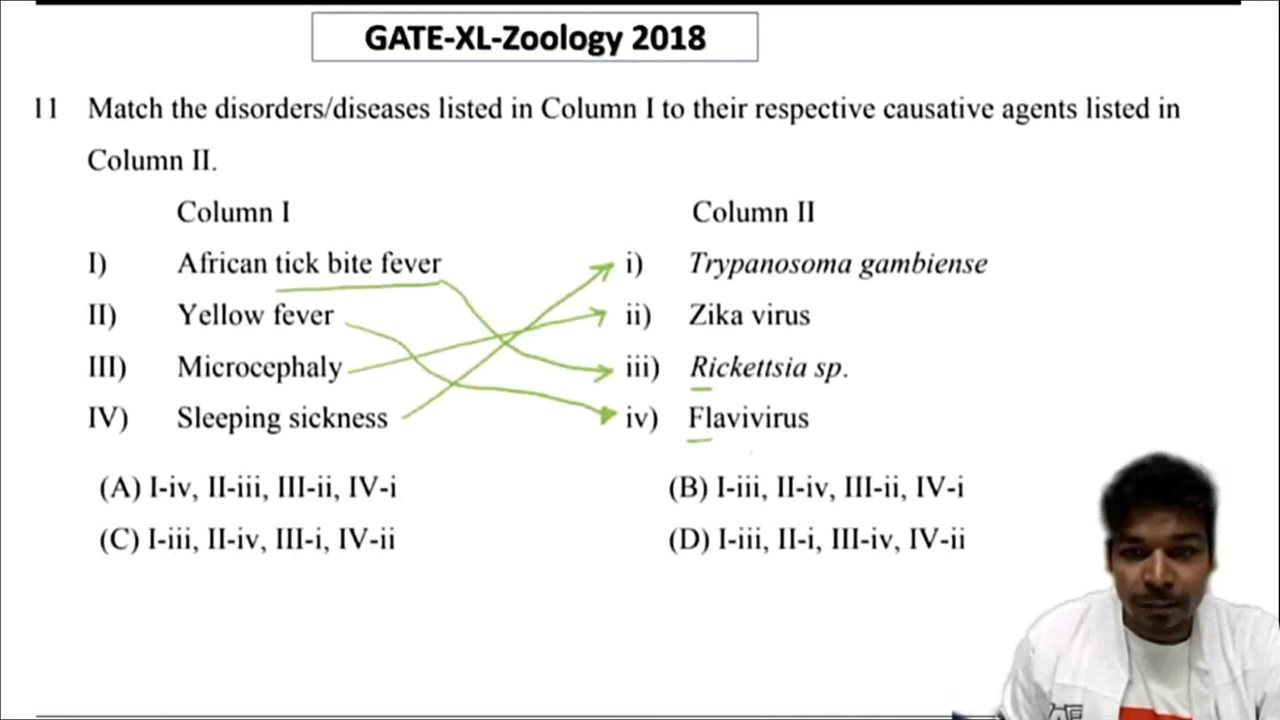 GATE-XL-Zoology 2018
11 Match the disorders/diseases listed in Column I to their respective causative agents listed in
Column II.
Column I Column II
I) African tick bite fever i) Trypanosoma gambiense
II) Yellow fever ii) Zika virus
III) Microcephaly iii) Rickettsia sp.
IV) Sleeping sickness iv) Flavivirus
(A) I-iv, II-iii, III-ii, IV-i (B) I-iii, II-iv, III-ii, IV-i
(C) I-iii, II-iv, III-i, IV-ii (D) I-iii, II-i, III-iv, IV-ii